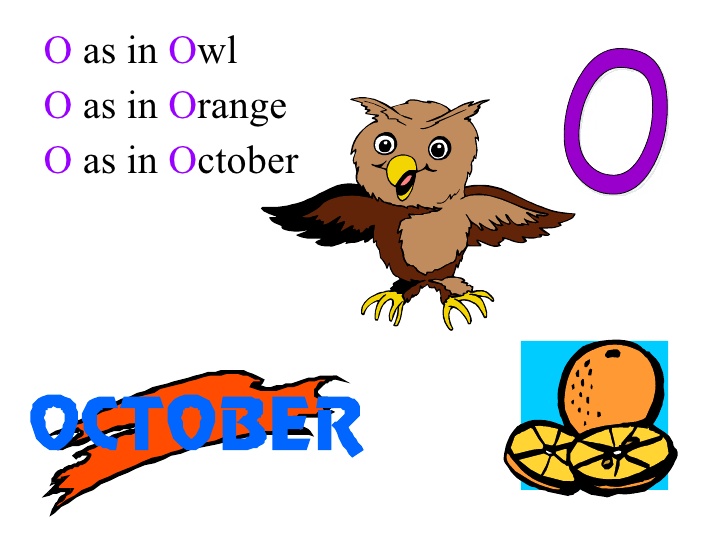 O as in Owl
O as in Orange
O as in October
O
OCTOBER